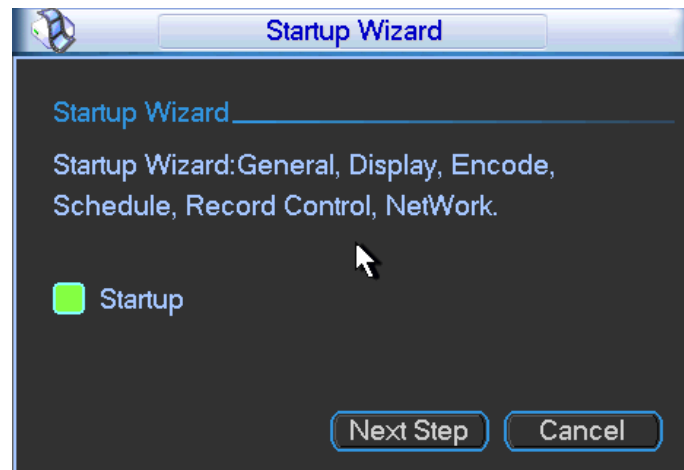 Startup Wizard
Startup Wizard
Startup Wizard:General, Display, Encode,
Schedule, Record Control, NetWork.
Startup
Next Step Cancel